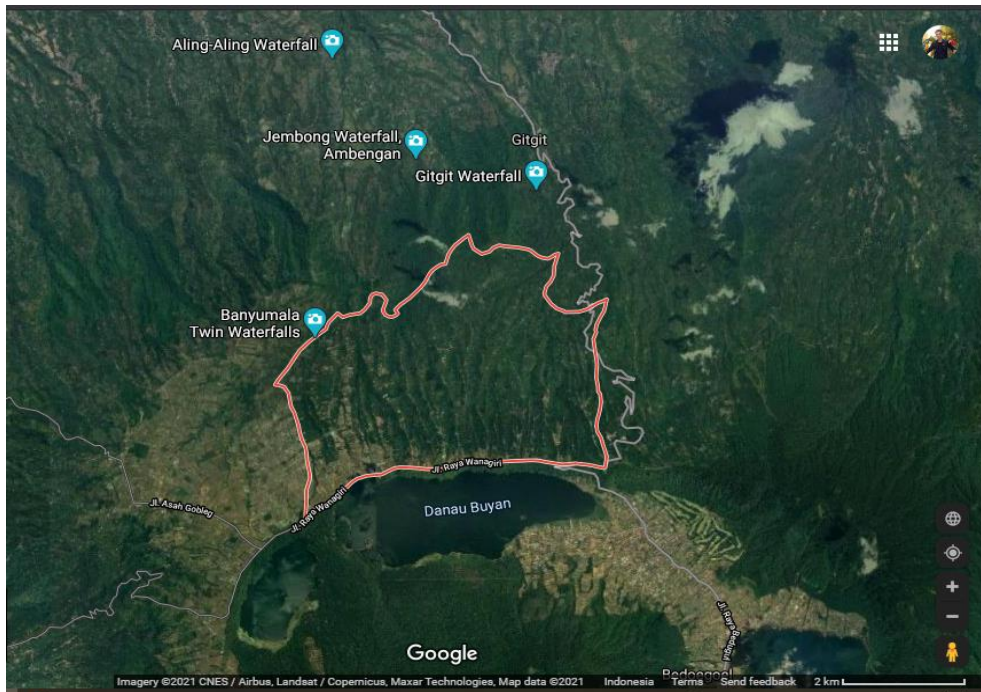 Aling-Aling Waterfall
Jembong Waterfall,
Ambengan
Gitgit
Gitgit Waterfall
Banyumala
Twin Waterfalls
Jl. Raya Wanagiri
Jl. Asah Gobleg
Jl. Raya Wanagiri
Danau Buyan
Jl. Raya Bedugul
Google
Imagery ©2021 CNES / Airbus, Landsat / Copernicus, Maxar Technologies, Map data ©2021 Indonesia Terms Send feedback 2 km